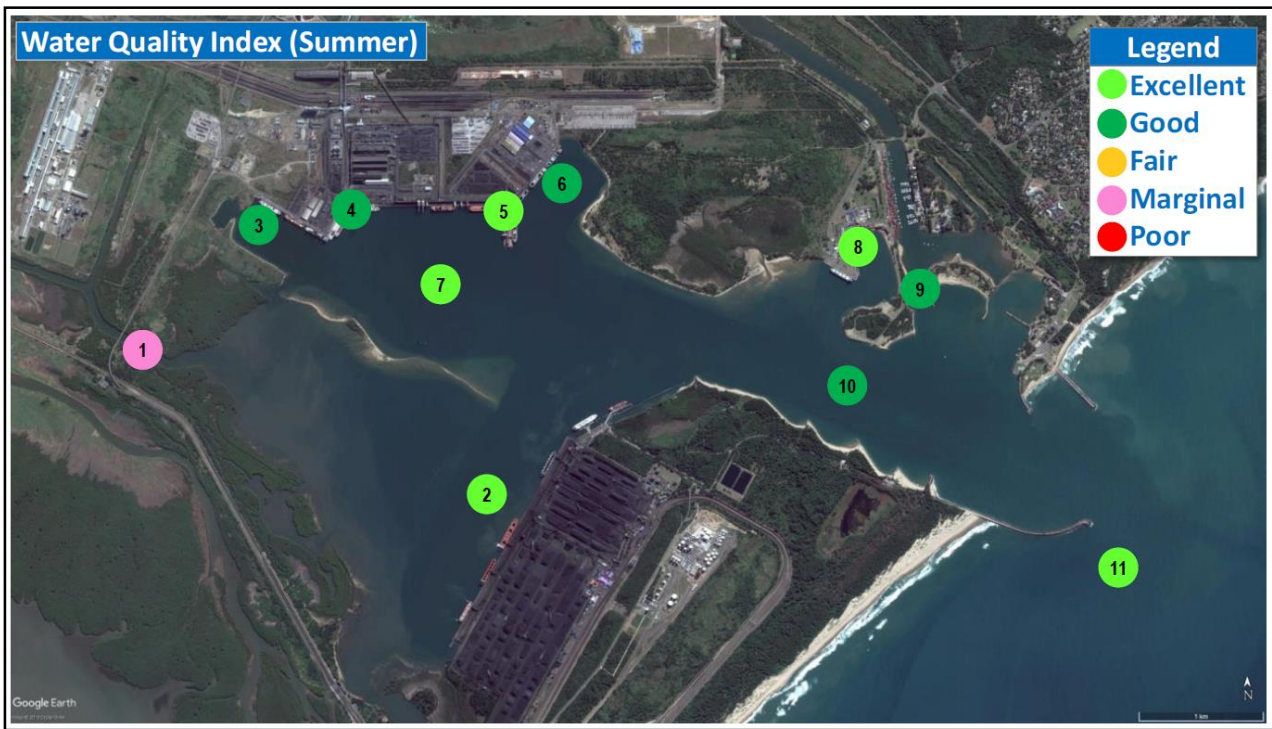 Water Quality Index (Summer)
Legend
Excellent
Good
Fair
Marginal
Poor
6
3
4
5
8
7
9
1
10
2
11
Google Earth
N
1 km